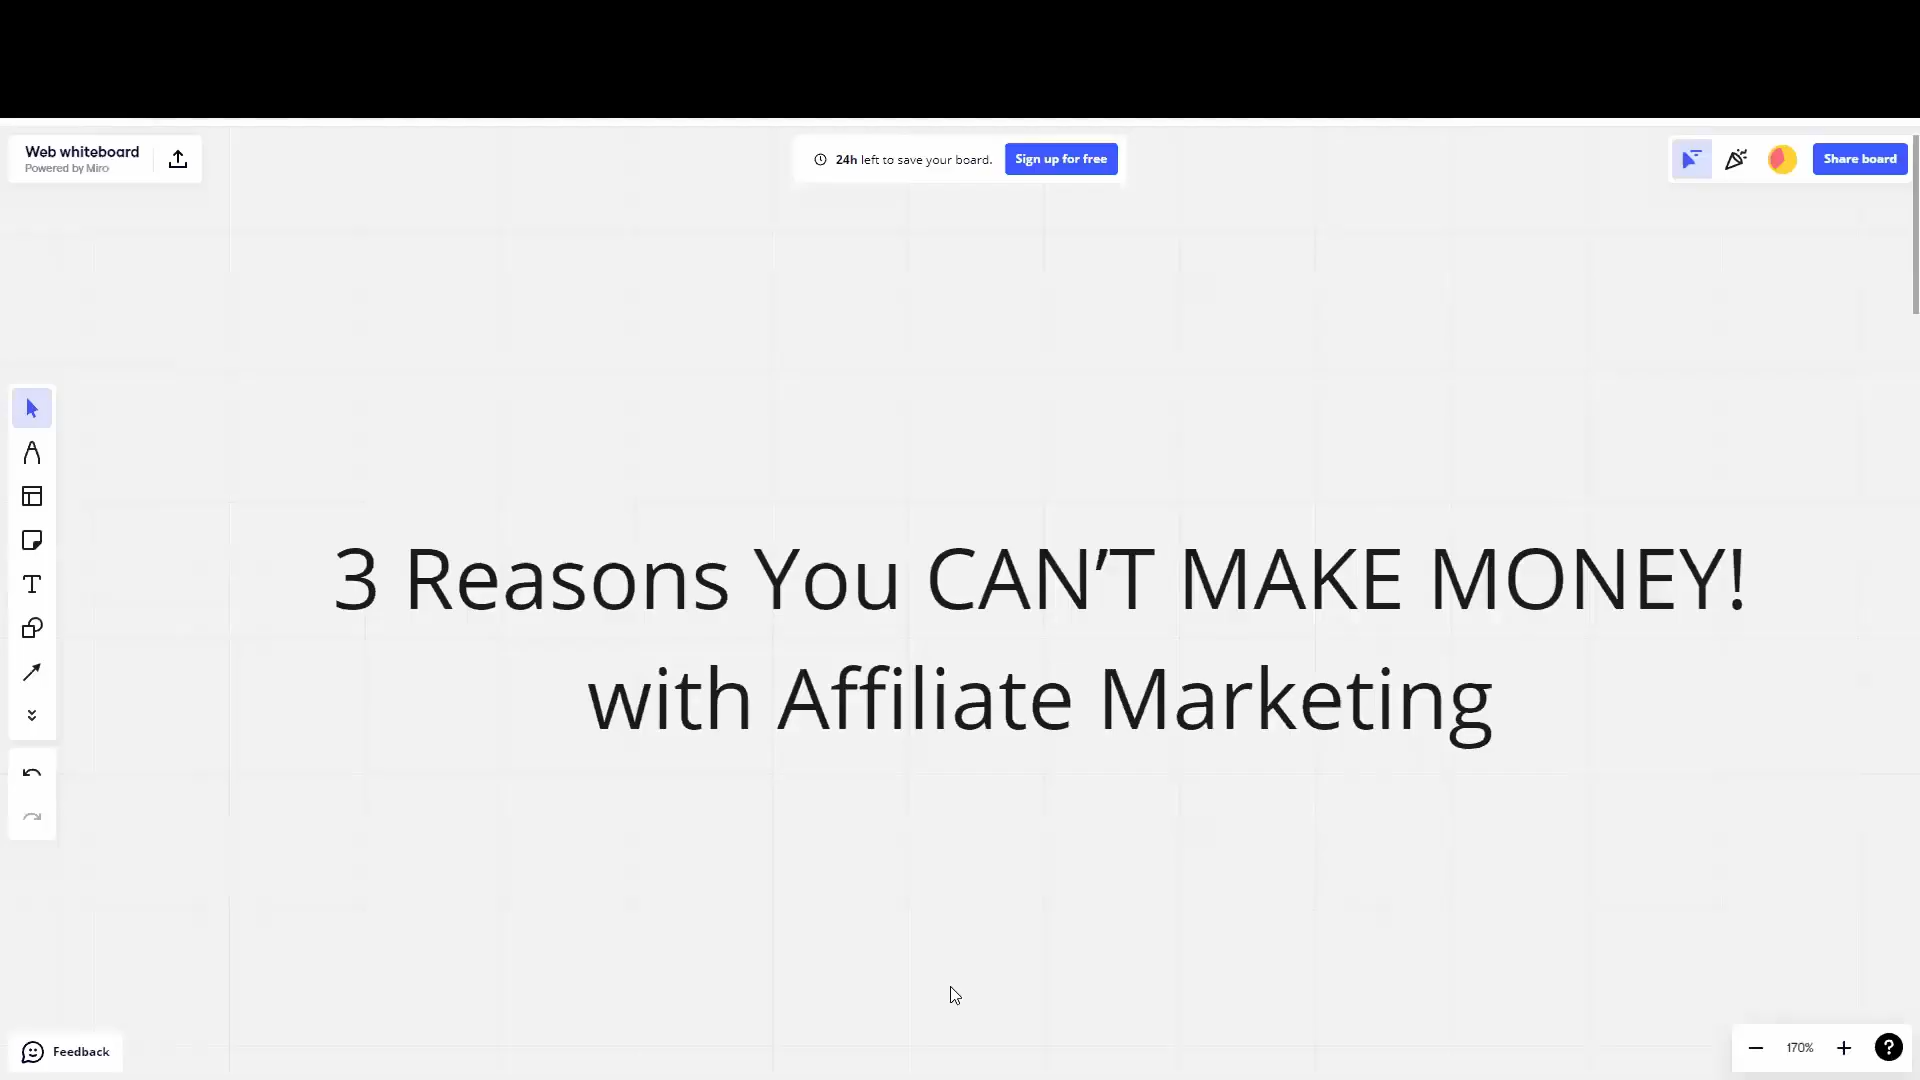 Web whiteboard
Powered by Miro
24h left to save your board.
Sign up for free
Share board
3 Reasons You CAN’T MAKE MONEY!
with Affiliate Marketing
Feedback
170%